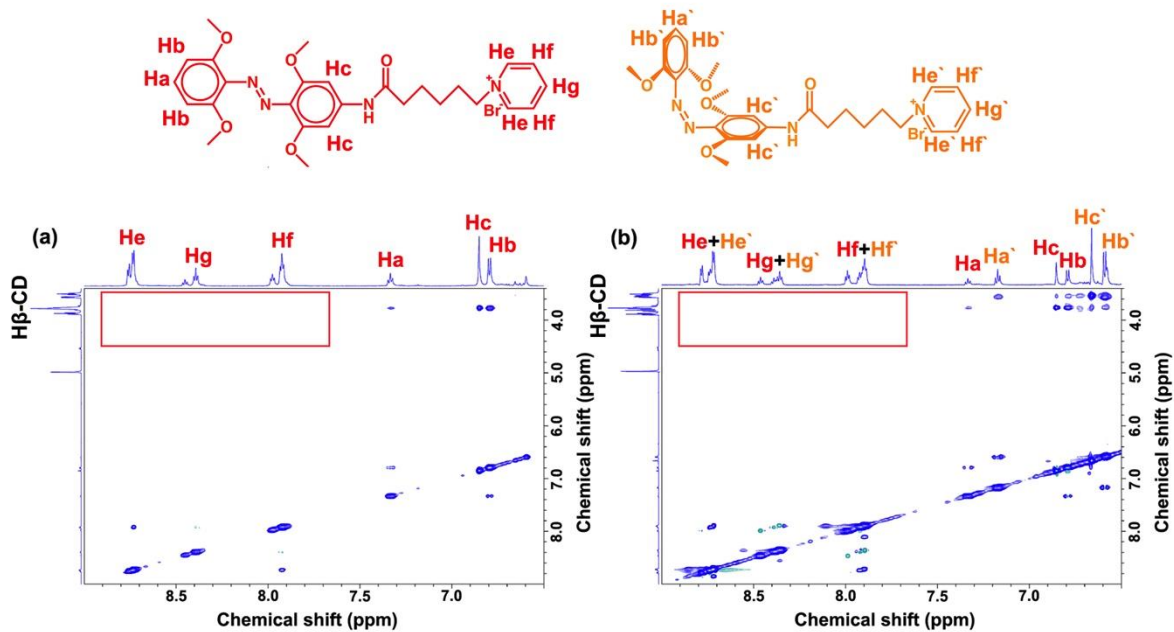 Ha`
Hb` Hb`
Hb O O Hc O He Hf
Ha N N Hg
Hb O N H N+ Br- He Hf
Hc
O O Hc` O He` Hf`
N N O N H N+ Br- Hg`
O Hc` He` Hf`
(a) He Hg Hf Ha Hc Hb
Hβ-CD
4.0
5.0
6.0
7.0
8.0
Chemical shift (ppm)
8.5 8.0 7.5 7.0
Chemical shift (ppm)
(b) He+He` Hg+Hg` Hf+Hf` Ha Ha` Hc Hb Hc` Hb`
Hβ-CD
4.0
5.0
6.0
7.0
8.0
Chemical shift (ppm)
8.5 8.0 7.5 7.0
Chemical shift (ppm)